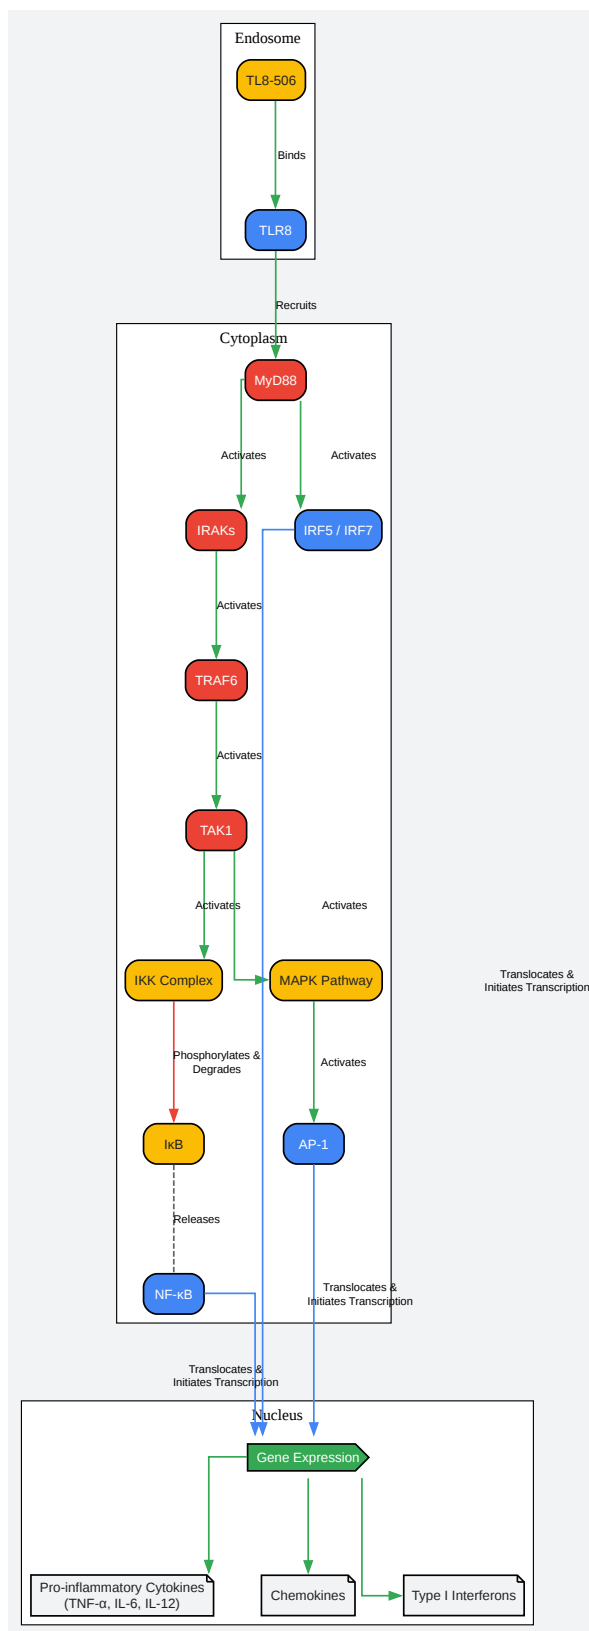 Endosome
TL8-506
Binds
TLR8
Recruits
Cytoplasm
MyD88
Activates
Activates
IRAKs
IRF5 / IRF7
Activates
TRAF6
Activates
TAK1
Activates
Activates
IKK Complex
MAPK Pathway
Translocates &
Initiates Transcription
Phosphorylates &
Degrades
Activates
IκB
AP-1
Releases
NF-κB
Translocates &
Initiates Transcription
Translocates &
Initiates Transcription
Nucleus
Gene Expression
Pro-inflammatory Cytokines
(TNF-α, IL-6, IL-12)
Chemokines
Type I Interferons